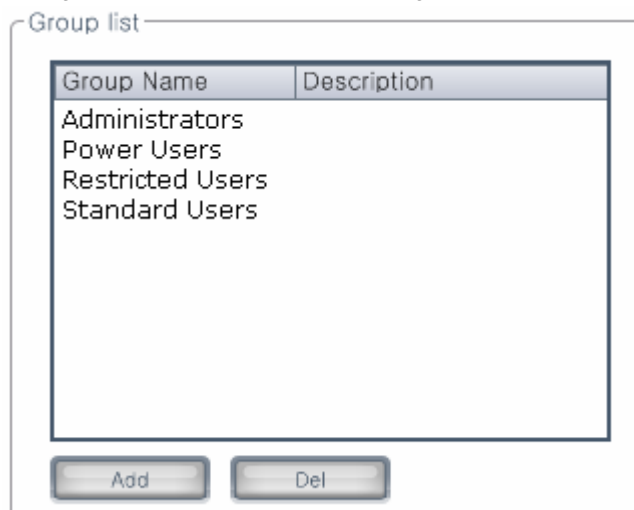 Group list
Group Name Description
Administrators
Power Users
Restricted Users
Standard Users
Add Del